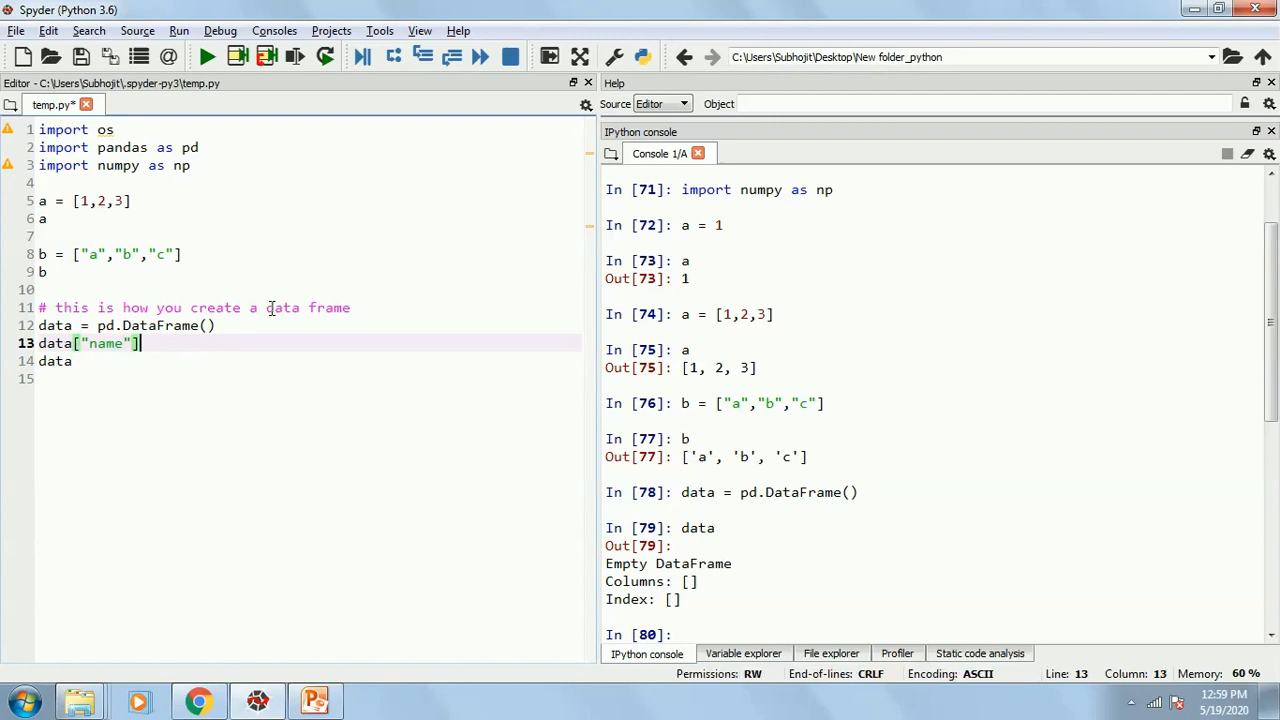 Spyder (Python 3.6)
File Edit Search Source Run Debug Consoles Projects Tools View Help
C:\Users\Subhojit\Desktop\New folder_python
Editor - C:\Users\Subhojit\.spyder-py3\temp.py
temp.py*
1 import os
2 import pandas as pd
3 import numpy as np
4
5 a = [1,2,3]
6 a
7
8 b = ["a","b","c"]
9 b
10
11 # this is how you create a data frame
12 data = pd.DataFrame()
13 data["name"]
14 data
15
Help
Source Editor Object
IPython console
Console 1/A
In [71]: import numpy as np
In [72]: a = 1
In [73]: a
Out[73]: 1
In [74]: a = [1,2,3]
In [75]: a
Out[75]: [1, 2, 3]
In [76]: b = ["a","b","c"]
In [77]: b
Out[77]: ['a', 'b', 'c']
In [78]: data = pd.DataFrame()
In [79]: data
Out[79]:
Empty DataFrame
Columns: []
Index: []
In [80]:
IPython console Variable explorer File explorer Profiler Static code analysis
Permissions: RW End-of-lines: CRLF Encoding: ASCII Line: 13 Column: 13 Memory: 60 %
12:59 PM
5/19/2020